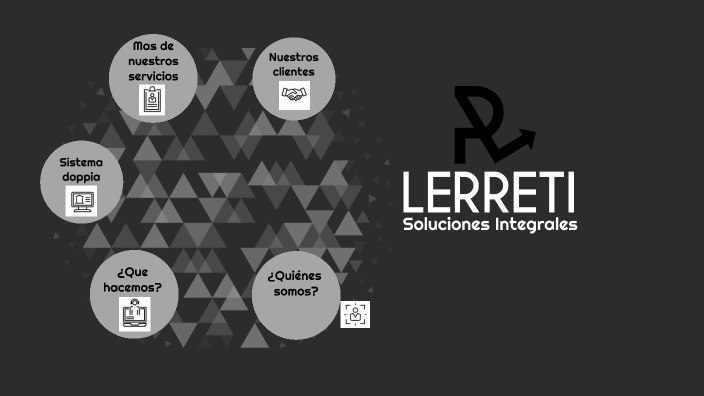 Mas de
nuestros
servicios
Nuestros
clientes
Sistema
doppia
¿Que
hacemos?
¿Quiénes
somos?
LERRETI
Soluciones Integrales